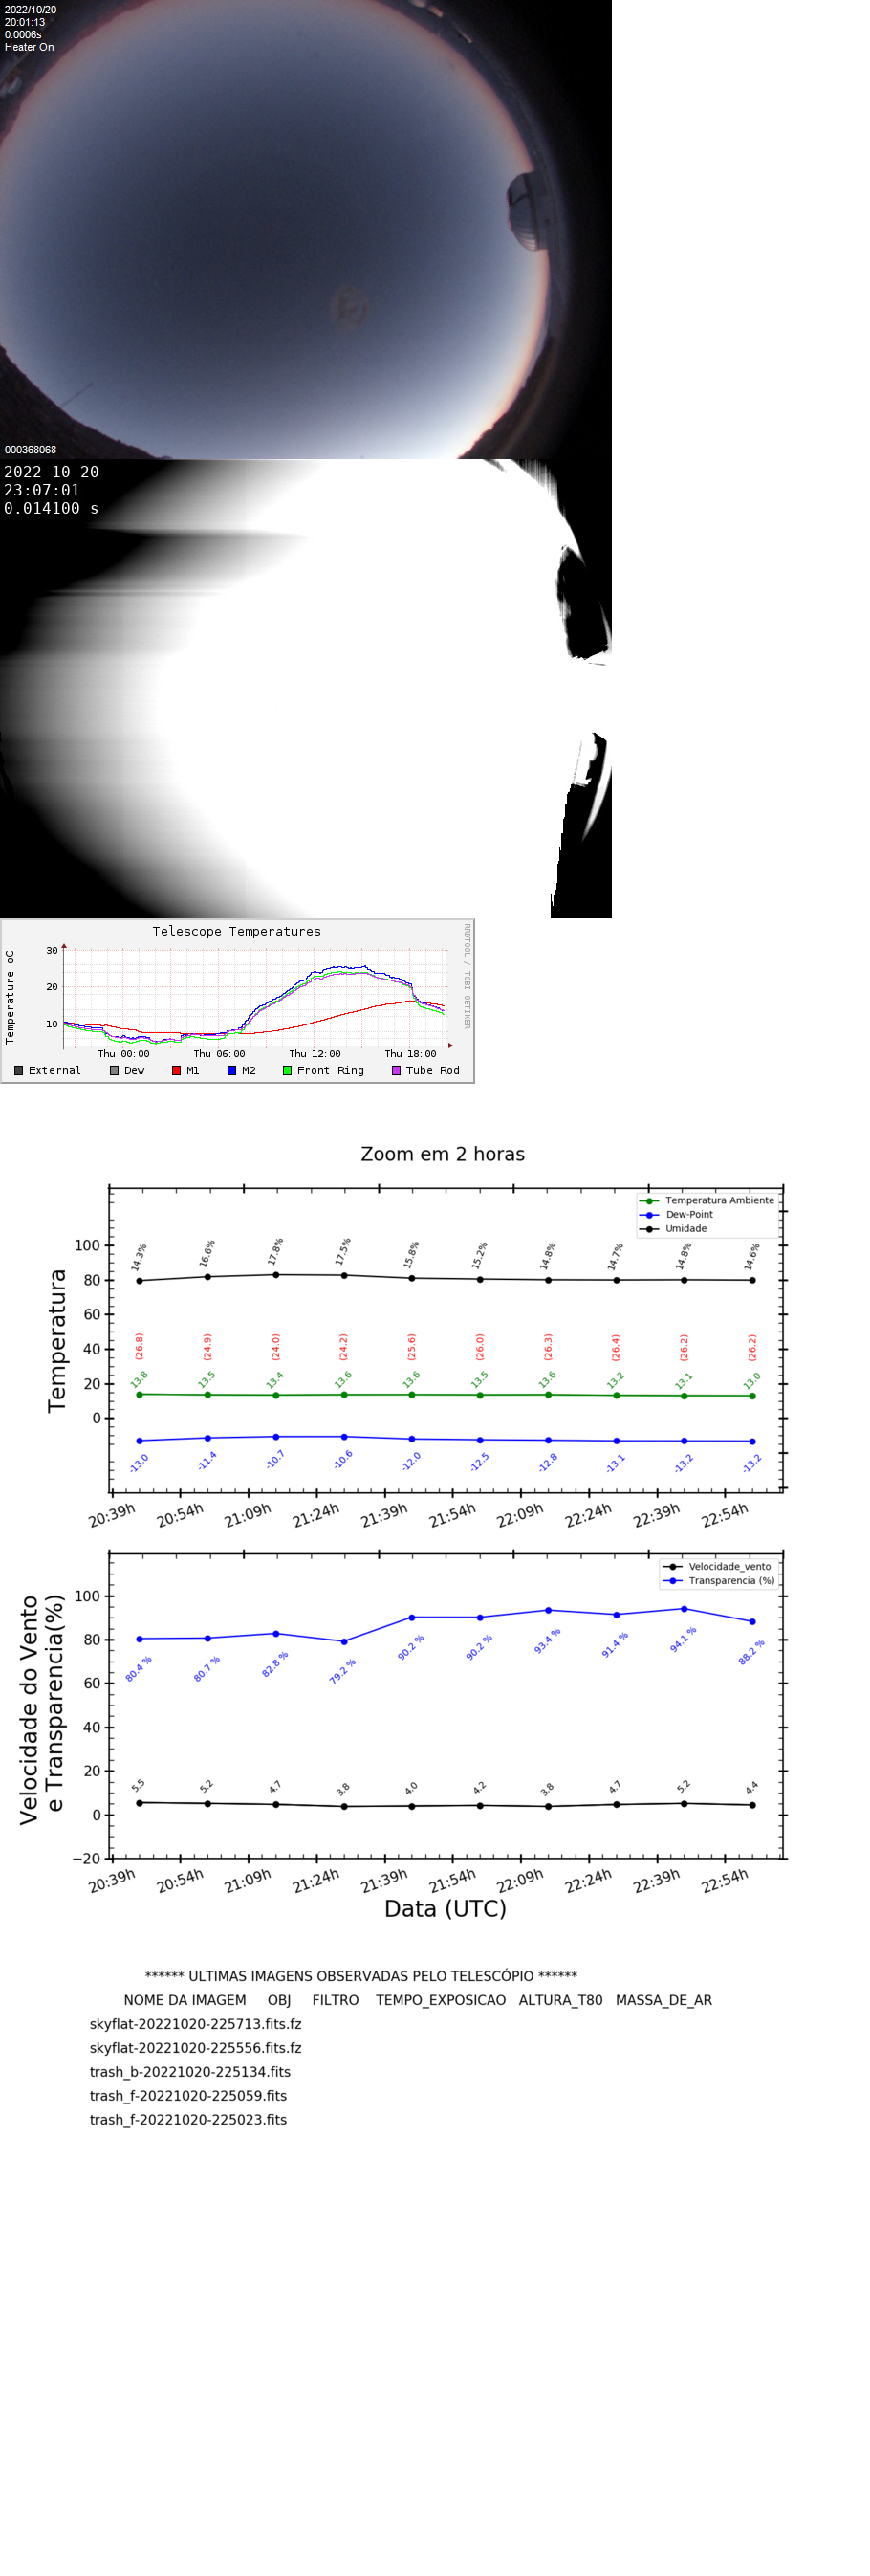 2022/10/20
20:01:13
0.0006s
Heater On
000368068
2022-10-20
23:07:01
0.014100 s
Telescope Temperatures
RRDTOOL / TOBI OETIKER
Temperature oC
30
20
10
Thu 00:00 Thu 06:00 Thu 12:00 Thu 18:00
External Dew M1 M2 Front Ring Tube Rod
Zoom em 2 horas
Temperatura Ambiente
Dew-Point
Umidade
Temperatura
100
80
60
40
20
0
14.3% 16.6% 17.8% 17.5% 15.8% 15.2% 14.8% 14.7% 14.8% 14.6%
(26.8) (24.9) (24.0) (24.2) (25.6) (26.0) (26.3) (26.4) (26.2) (26.2)
13.8 13.5 13.4 13.6 13.6 13.5 13.6 13.2 13.1 13.0
-13.0 -11.4 -10.7 -10.6 -12.0 -12.5 -12.8 -13.1 -13.2 -13.2
20:39h 20:54h 21:09h 21:24h 21:39h 21:54h 22:09h 22:24h 22:39h 22:54h
Velocidade_vento
Transparencia (%)
Velocidade do Vento
e Transparencia(%)
100
80
60
40
20
0
−20
80.4 % 80.7 % 82.8 % 79.2 % 90.2 % 90.2 % 93.4 % 91.4 % 94.1 % 88.2 %
5.5 5.2 4.7 3.8 4.0 4.2 3.8 4.7 5.2 4.4
20:39h 20:54h 21:09h 21:24h 21:39h 21:54h 22:09h 22:24h 22:39h 22:54h
Data (UTC)
****** ULTIMAS IMAGENS OBSERVADAS PELO TELESCÓPIO ******
NOME DA IMAGEM OBJ FILTRO TEMPO_EXPOSICAO ALTURA_T80 MASSA_DE_AR
skyflat-20221020-225713.fits.fz
skyflat-20221020-225556.fits.fz
trash_b-20221020-225134.fits
trash_f-20221020-225059.fits
trash_f-20221020-225023.fits